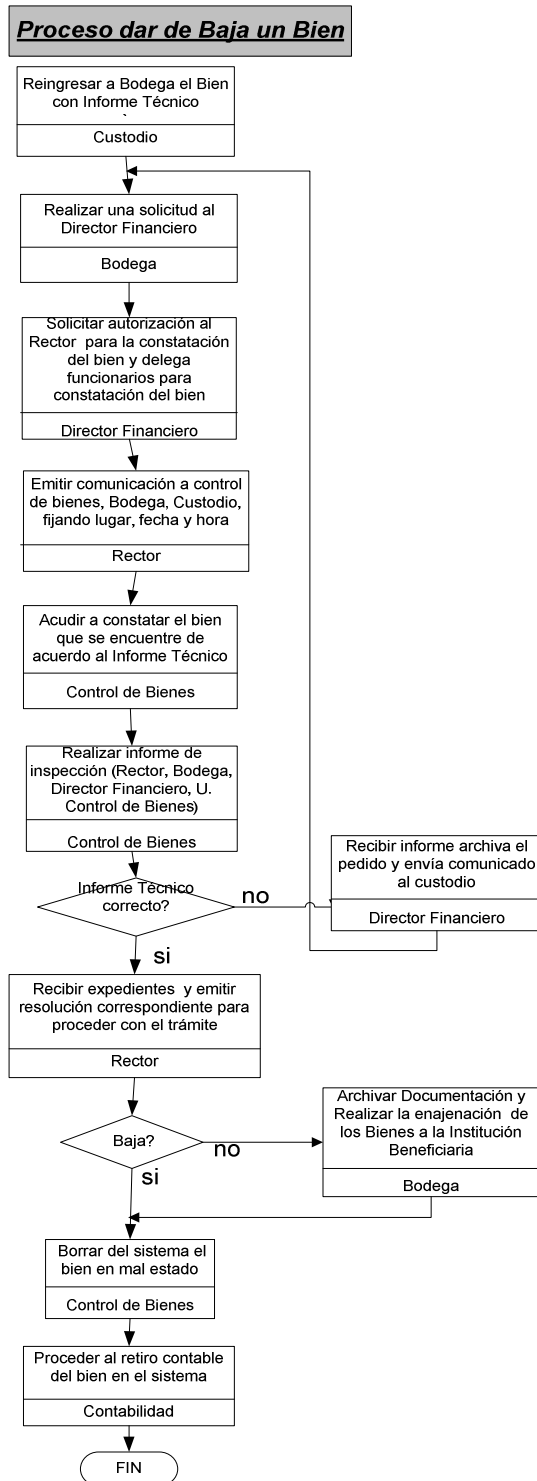 Proceso dar de Baja un Bien
Reingresar a Bodega el Bien
con Informe Técnico
`
Custodio
Realizar una solicitud al
Director Financiero
Bodega
Solicitar autorización al
Rector para la constatación
del bien y delega
funcionarios para
constatación del bien
Director Financiero
Emitir comunicación a control
de bienes, Bodega, Custodio,
fijando lugar, fecha y hora
Rector
Acudir a constatar el bien
que se encuentre de
acuerdo al Informe Técnico
Control de Bienes
Realizar informe de
inspección (Rector, Bodega,
Director Financiero, U.
Control de Bienes)
Control de Bienes
Informe Técnico
correcto?
no
Recibir informe archiva el
pedido y envía comunicado
al custodio
Director Financiero
si
Recibir expedientes y emitir
resolución correspondiente para
proceder con el trámite
Rector
Baja?
no
Archivar Documentación y
Realizar la enajenación de
los Bienes a la Institución
Beneficiaria
Bodega
si
Borrar del sistema el
bien en mal estado
Control de Bienes
Proceder al retiro contable
del bien en el sistema
Contabilidad
FIN